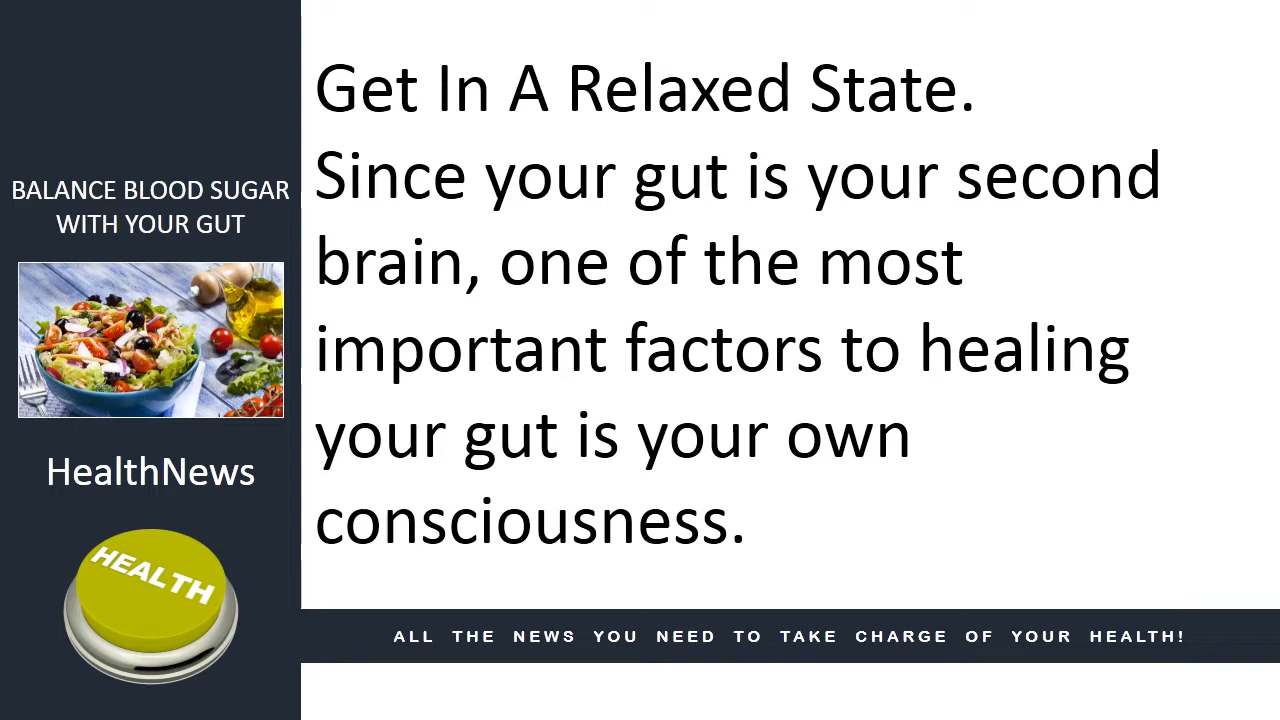 BALANCE BLOOD SUGAR
WITH YOUR GUT
HealthNews
HEALTH
Get In A Relaxed State.
Since your gut is your second
brain, one of the most
important factors to healing
your gut is your own
consciousness.
ALL THE NEWS YOU NEED TO TAKE CHARGE OF YOUR HEALTH!